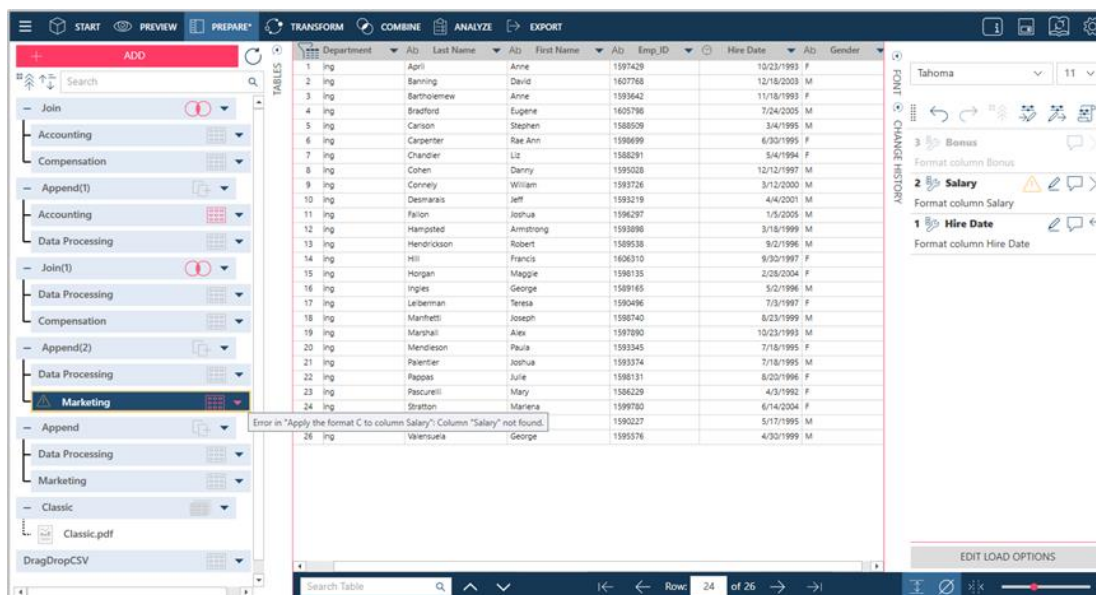 START PREVIEW PREPARE* TRANSFORM COMBINE ANALYZE EXPORT
ADD
Search
Join
Accounting
Compensation
Append(1)
Accounting
Data Processing
Join(1)
Data Processing
Compensation
Append(2)
Data Processing
Marketing
Append
Data Processing
Marketing
Classic
Classic.pdf
DragDropCSV
TABLES
Department Ab Last Name Ab First Name Ab Emp_ID Hire Date Ab Gender
1 ing April Anne 1597429 10/23/1993 F
2 ing Banning David 1607768 12/18/2003 M
3 ing Bartholemew Anne 1593642 11/18/1993 F
4 ing Bradford Eugene 1605798 7/24/2005 M
5 ing Carlson Stephen 1588509 3/4/1995 M
6 ing Carpenter Rae Ann 1598699 6/30/1995 F
7 ing Chandler Liz 1588291 5/4/1994 F
8 ing Cohen Danny 1595028 12/12/1997 M
9 ing Connely William 1593726 3/12/2000 M
10 ing Desmarais Jeff 1593219 4/4/2001 M
11 ing Fallon Joshua 1596297 1/5/2005 M
12 ing Hampsted Armstrong 1593898 3/18/1999 M
13 ing Hendrickson Robert 1589538 9/2/1996 M
14 ing Hill Francis 1606310 9/30/1997 F
15 ing Horgan Maggie 1598135 2/28/2004 F
16 ing Ingles George 1589165 5/2/1996 M
17 ing Leiberman Teresa 1590496 7/3/1997 F
18 ing Manfretti Joseph 1598740 8/23/1999 M
19 ing Marshall Alex 1597890 10/23/1993 M
20 ing Mendleson Paula 1593345 7/18/1995 F
21 ing Palentier Joshua 1593374 7/18/1995 M
22 ing Pappas Julie 1598131 8/20/1996 F
23 ing Pascurelli Mary 1586229 4/3/1992 F
24 ing Stratton Marlena 1599780 6/14/2004 F
Error in "Apply the format C to column Salary": Column "Salary" not found. 1590227 5/17/1995 M
26 ing Valensuela George 1595576 4/30/1999 M
Search Table
Row: 24 of 26
FONT
Tahoma 11
CHANGE HISTORY
3 Bonus
Format column Bonus
2 Salary
Format column Salary
1 Hire Date
Format column Hire Date
EDIT LOAD OPTIONS